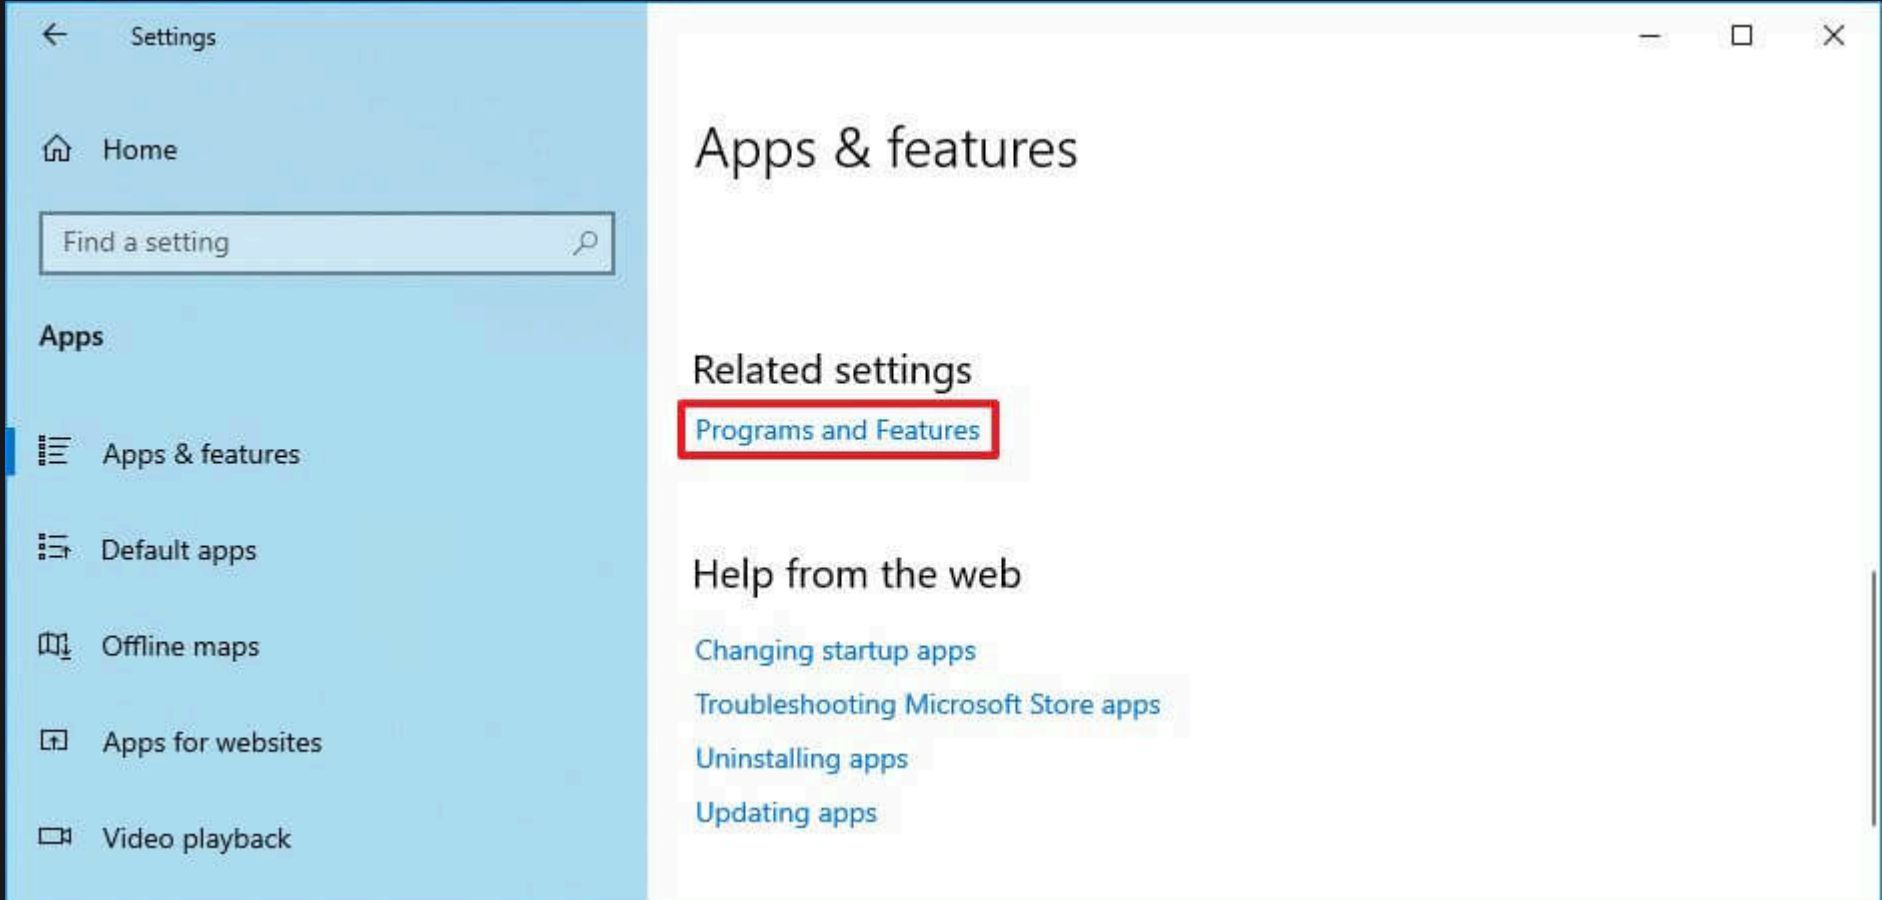 Settings
Home
Find a setting
Apps
Apps & features
Default apps
Offline maps
Apps for websites
Video playback
Apps & features
Related settings
Programs and Features
Help from the web
Changing startup apps
Troubleshooting Microsoft Store apps
Uninstalling apps
Updating apps